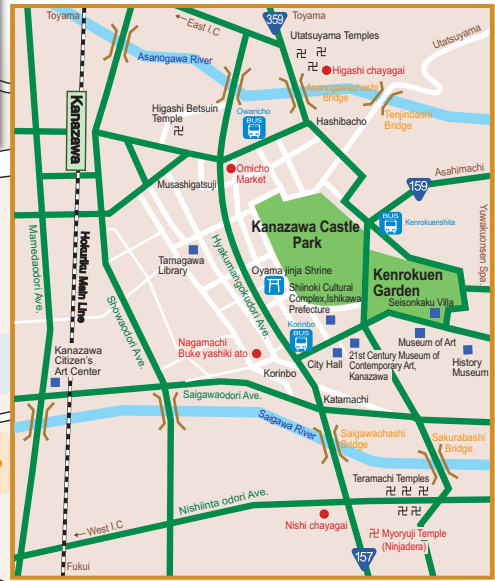 Toyama
East I.C
359
Toyama
Utatsuyama Temples
Utatsuyama
Asanogawa River
Higashi chayagai
Asanogawaohashi
Bridge
Tenjinbashi
Bridge
Higashi Betsuin
Temple
Owaricho
BUS
Hashibacho
Kanazawa
Omicho
Market
Musashigatsuji
Asahimachi
159
BUS
Kenrokuenshita
Kanazawa Castle
Park
Yuwakuonsen Spa.
Mamedaodori Ave.
Hokuriku Main Line
Tamagawa
Library
Hyakumangokudori Ave.
Oyama jinja Shrine
Kenrokuen
Garden
Shiinoki Cultural
Complex,Ishikawa
Prefecture
Seisonkaku Villa
Showaodori Ave.
Korinbo
BUS
Nagamachi
Buke yashiki ato
Museum of Art
Kanazawa
Citizen's
Art Center
City Hall
21st Century Museum of
Contemporary Art,
Kanazawa
History
Museum
Korinbo
Saigawaodori Ave.
Katamachi
Saigawa River
Saigawaohashi
Bridge
Sakurabashi
Bridge
Teramachi Temples
Nishiinta odori Ave.
Nishi chayagai
Myoryuji Temple
(Ninjadera)
West I.C
157
Fukui